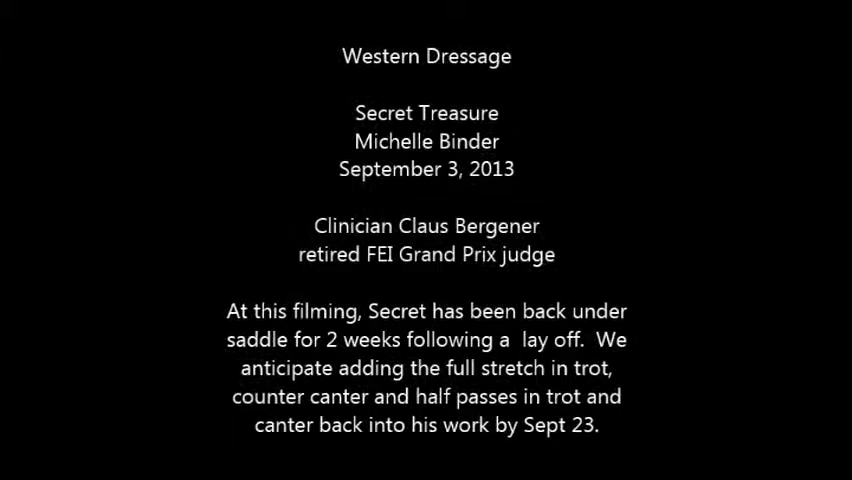 Western Dressage
Secret Treasure
Michelle Binder
September 3, 2013
Clinician Claus Bergener
retired FEI Grand Prix judge
At this filming, Secret has been back under
saddle for 2 weeks following a  lay off.  We
anticipate adding the full stretch in trot,
counter canter and half passes in trot and
canter back into his work by Sept 23.